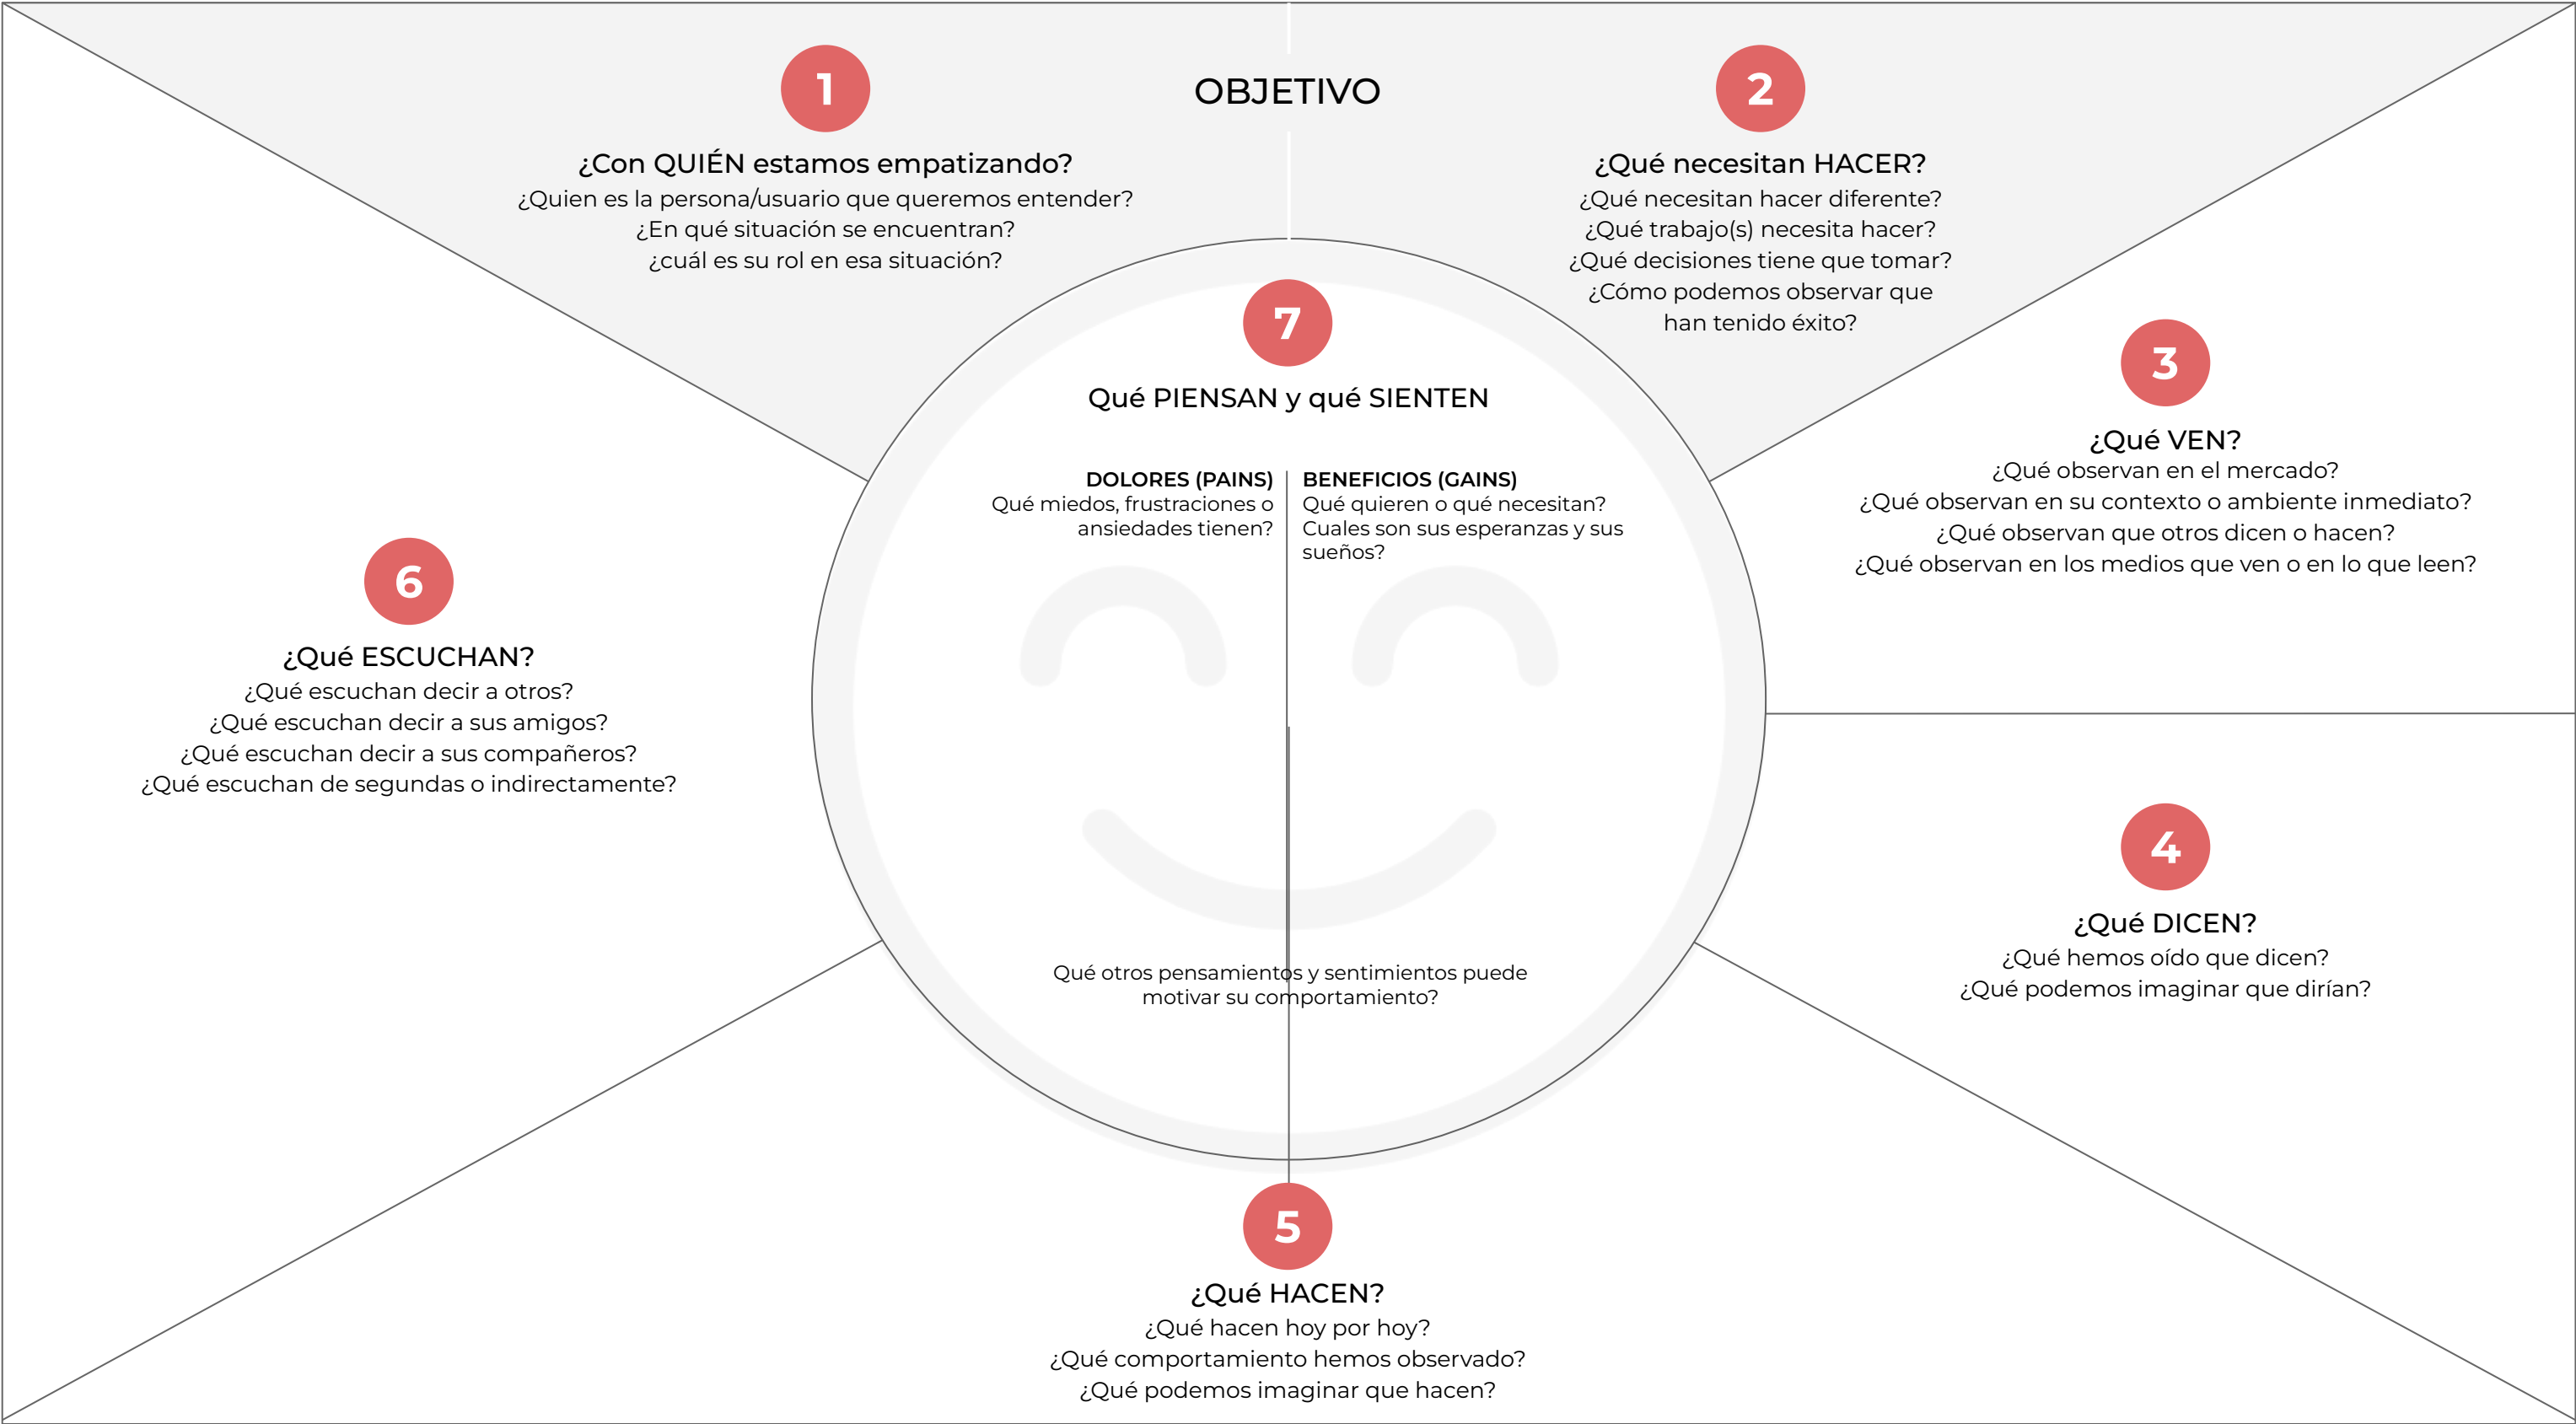 OBJETIVO
1
¿Con QUIÉN estamos empatizando?
¿Quien es la persona/usuario que queremos entender?
¿En qué situación se encuentran?
¿cuál es su rol en esa situación?
2
¿Qué necesitan HACER?
¿Qué necesitan hacer diferente?
¿Qué trabajo(s) necesita hacer?
¿Qué decisiones tiene que tomar?
¿Cómo podemos observar que
han tenido éxito?
3
¿Qué VEN?
¿Qué observan en el mercado?
¿Qué observan en su contexto o ambiente inmediato?
¿Qué observan que otros dicen o hacen?
¿Qué observan en los medios que ven o en lo que leen?
4
¿Qué DICEN?
¿Qué hemos oído que dicen?
¿Qué podemos imaginar que dirían?
5
¿Qué HACEN?
¿Qué hacen hoy por hoy?
¿Qué comportamiento hemos observado?
¿Qué podemos imaginar que hacen?
6
¿Qué ESCUCHAN?
¿Qué escuchan decir a otros?
¿Qué escuchan decir a sus amigos?
¿Qué escuchan decir a sus compañeros?
¿Qué escuchan de segundas o indirectamente?
7
Qué PIENSAN y qué SIENTEN
DOLORES (PAINS)
Qué miedos, frustraciones o
ansiedades tienen?
BENEFICIOS (GAINS)
Qué quieren o qué necesitan?
Cuales son sus esperanzas y sus
sueños?
Qué otros pensamientos y sentimientos puede
motivar su comportamiento?